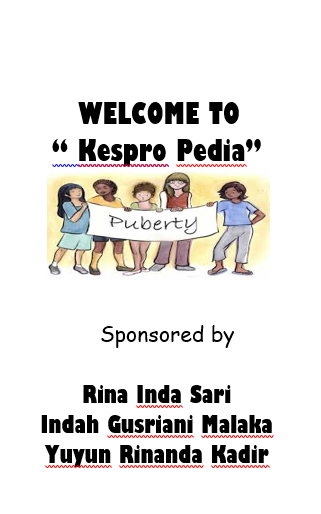 WELCOME TO
“ Kespro Pedia”
Puberty
Sponsored by
Rina Inda Sari
Indah Gusriani Malaka
Yuyun Rinanda Kadir